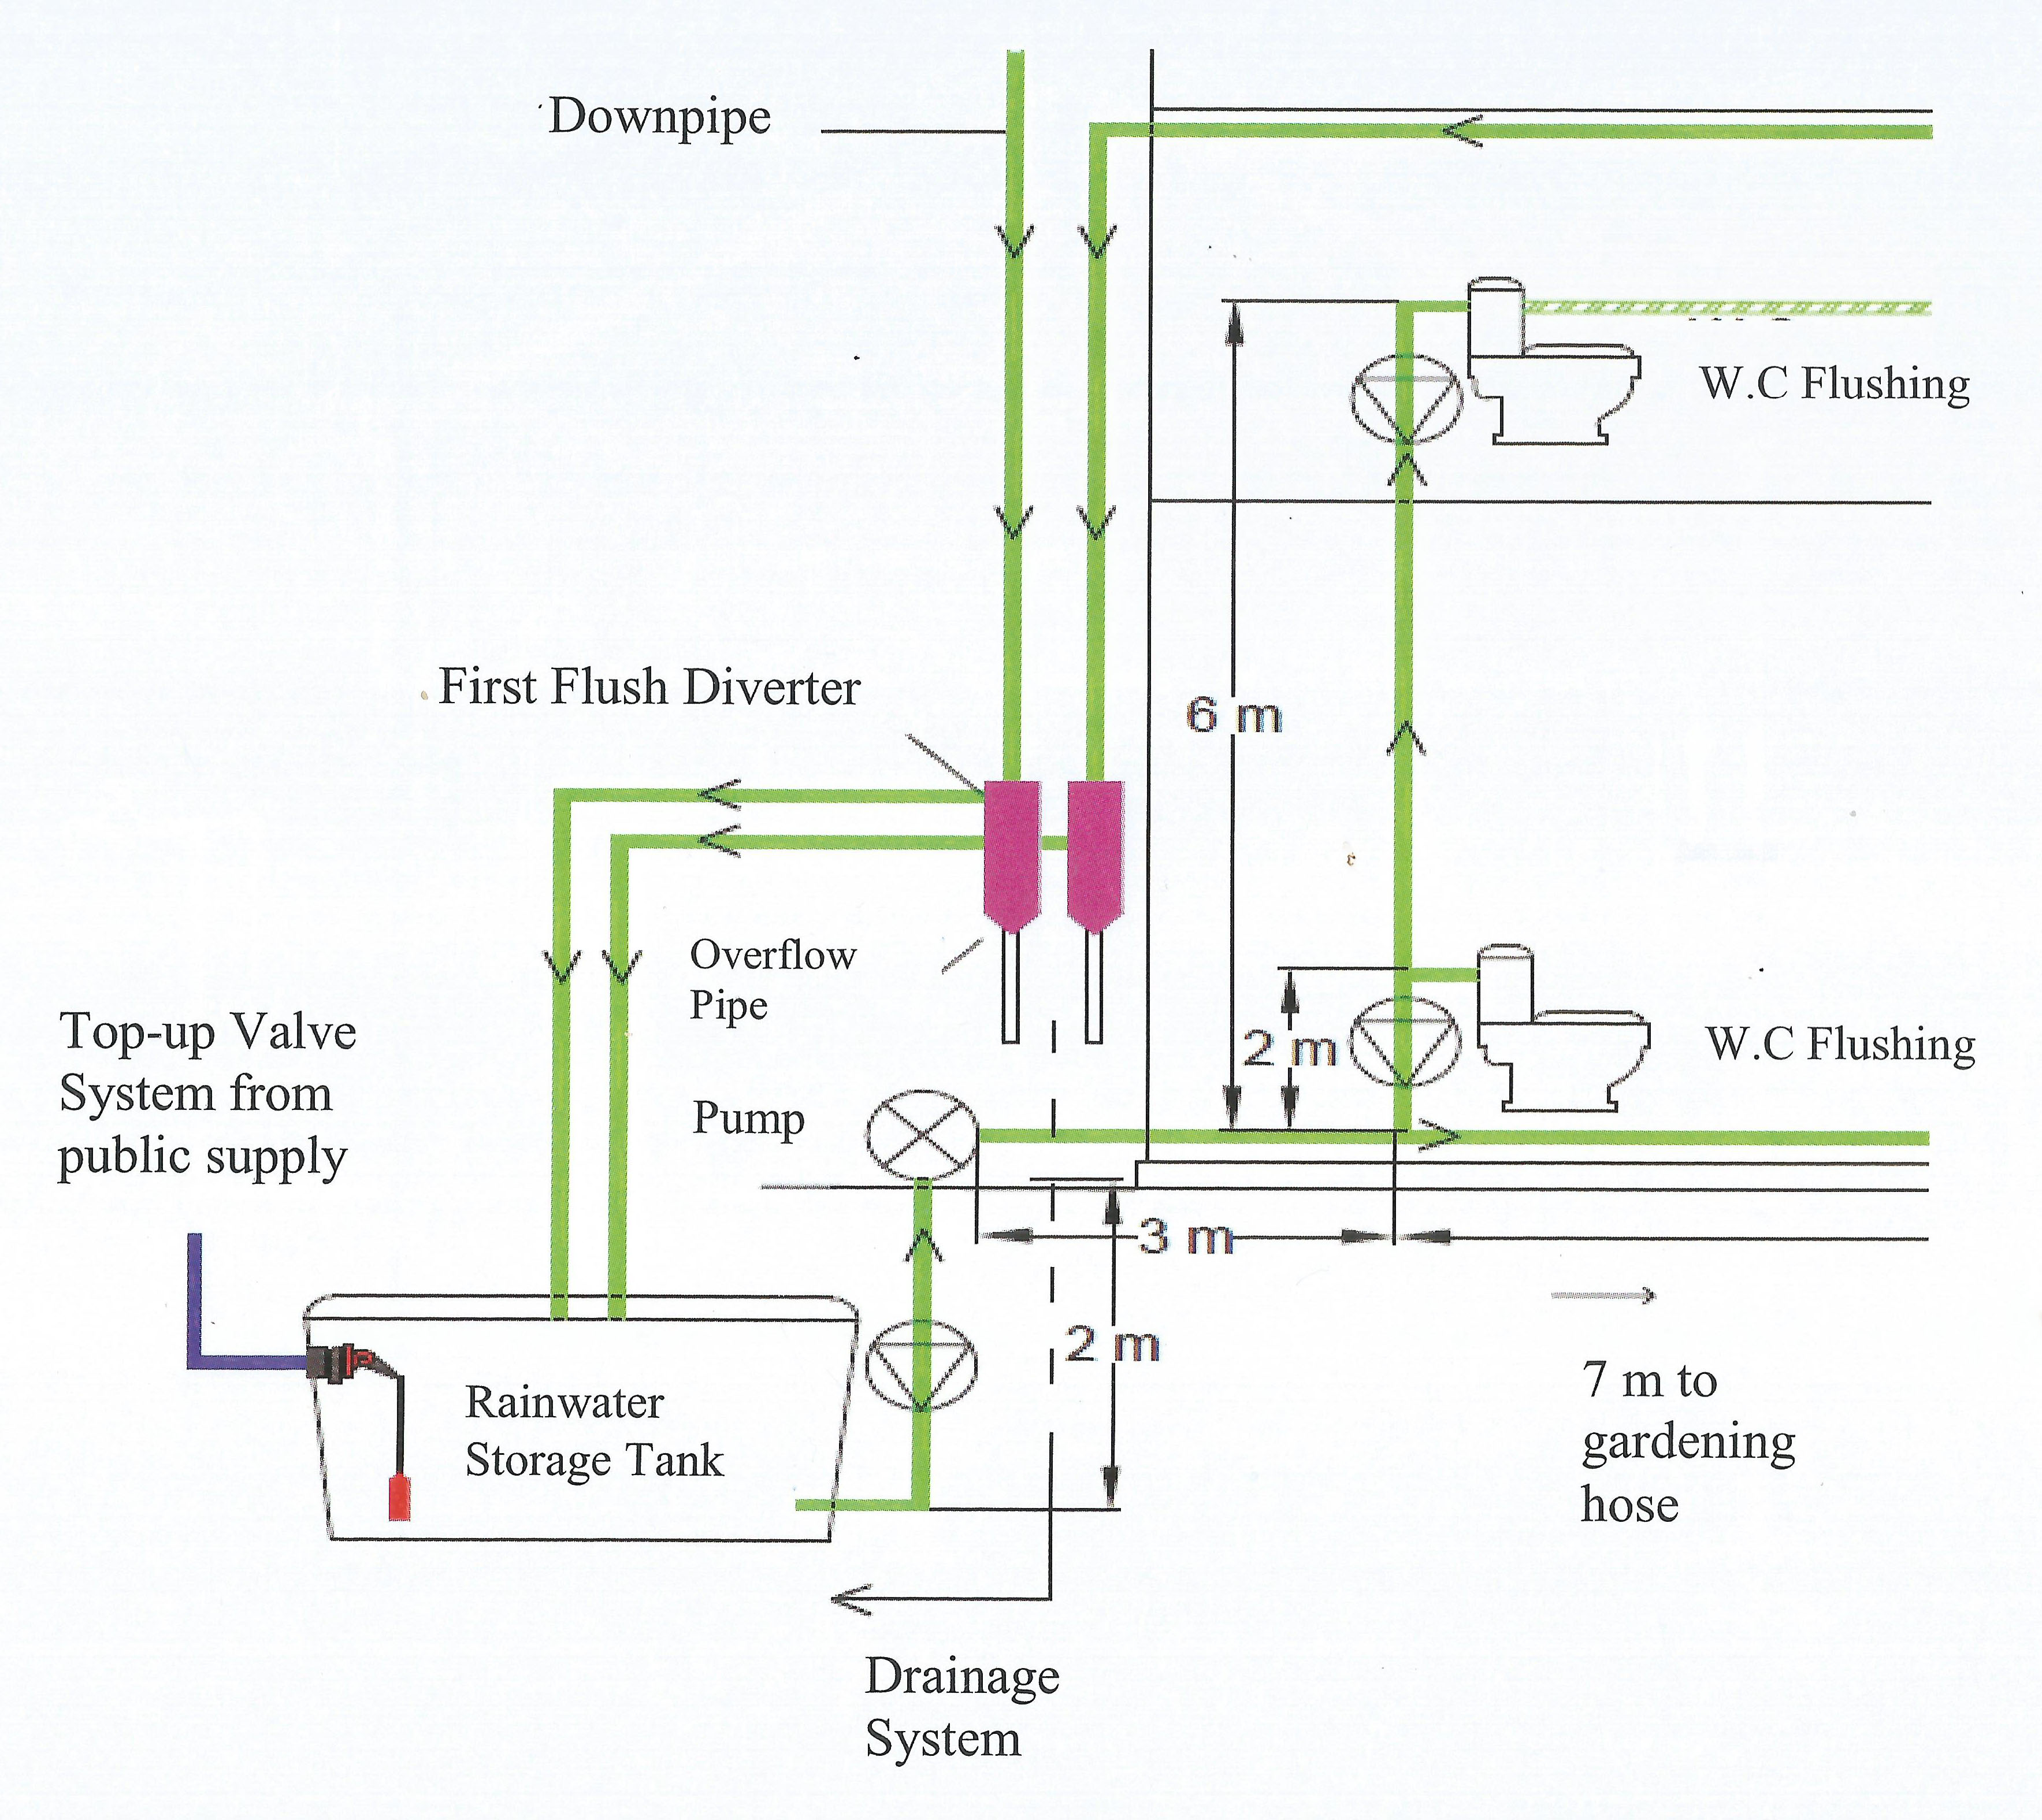 Downpipe
W.C Flushing
First Flush Diverter
6 m
Overflow
Pipe
Top-up Valve
System from
public supply
2 m
W.C Flushing
Pump
3 m
2 m
Rainwater
Storage Tank
7 m to
gardening
hose
Drainage
System